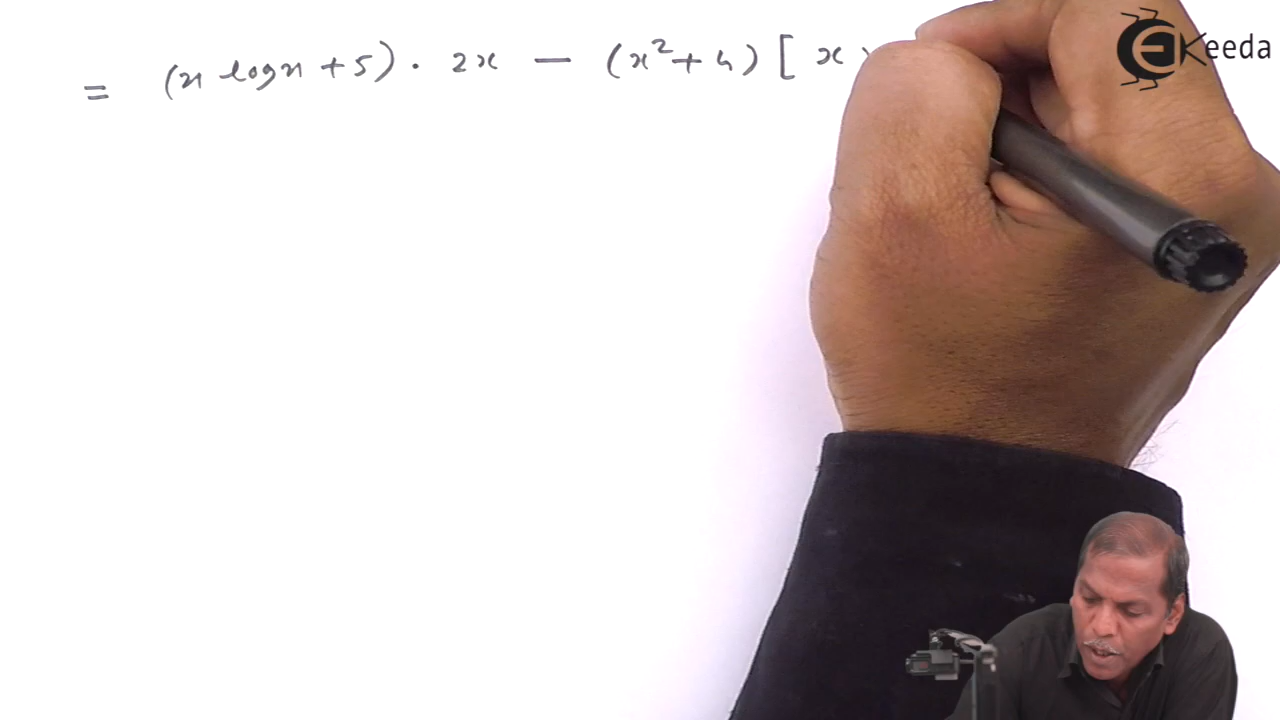 = (x log x + 5) · 2x - (x² + 4) [ x
Ekeeda